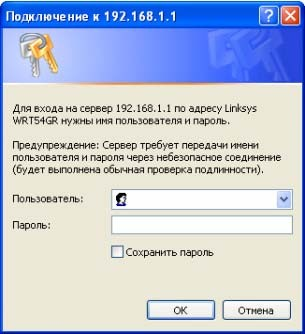 Подключение к 192.168.1.1
Для входа на сервер 192.168.1.1 по адресу Linksys
WRT54GR нужны имя пользователя и пароль.
Предупреждение: Сервер требует передачи имени
пользователя и пароля через небезопасное соединение
(будет выполнена обычная проверка подлинности).
Пользователь:
Пароль:
Сохранить пароль
ОК
Отмена